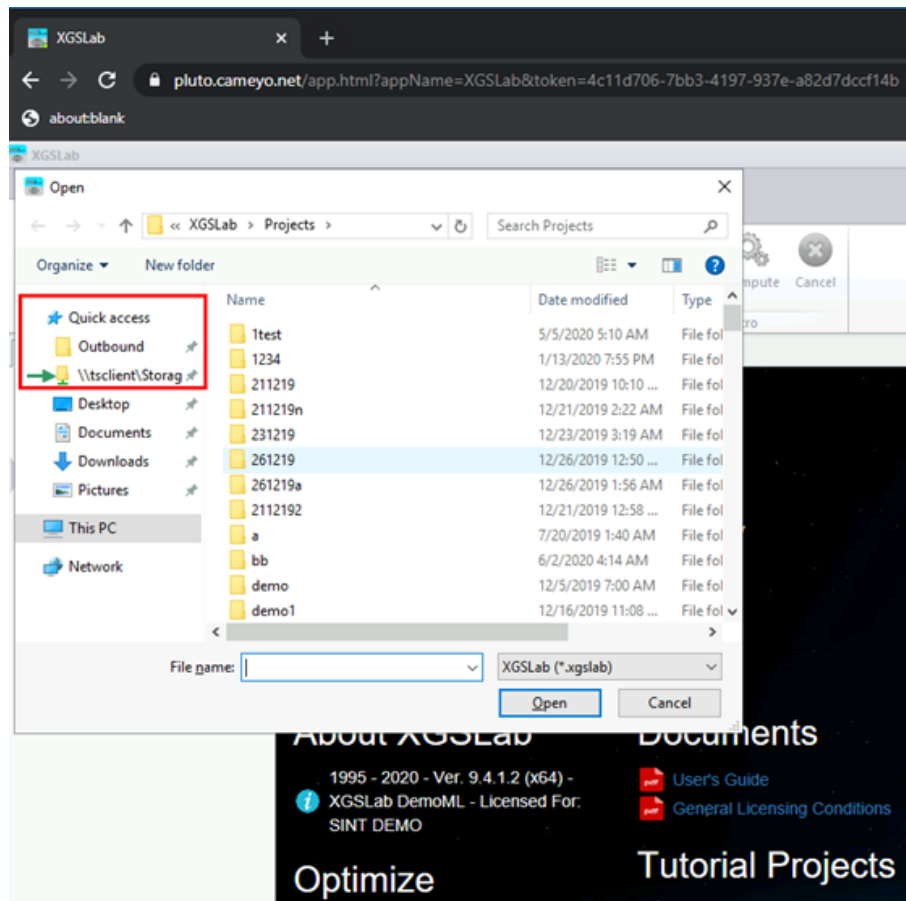 XGSLab
pluto.cameyo.net/app.html?appName=XGSLab&token=4c11d706-7bb3-4197-937e-a82d7dccf14b
about:blank
XGSLab
Open
« XGSLab > Projects >
Search Projects
Organize
New folder
Name
Date modified
Type
Quick access
Outbound
\\tsclient\Storag
Desktop
Documents
Downloads
Pictures
This PC
Network
1test 5/5/2020 5:10 AM File fol
1234 1/13/2020 7:55 PM File fol
211219 12/20/2019 10:10 ... File fol
211219n 12/21/2019 2:22 AM File fol
231219 12/23/2019 3:19 AM File fol
261219 12/26/2019 12:50 ... File fol
261219a 12/26/2019 1:56 AM File fol
2112192 12/21/2019 12:58 ... File fol
a 7/20/2019 1:40 AM File fol
bb 6/2/2020 4:14 AM File fol
demo 12/5/2019 7:00 AM File fol
demo1 12/16/2019 11:08 ... File fol
File name:
XGSLab (*.xgslab)
Open
Cancel
mpute
Cancel
tro
About XGSLab
1995 - 2020 - Ver. 9.4.1.2 (x64) -
XGSLab DemoML - Licensed For:
SINT DEMO
Optimize
Documents
User's Guide
General Licensing Conditions
Tutorial Projects